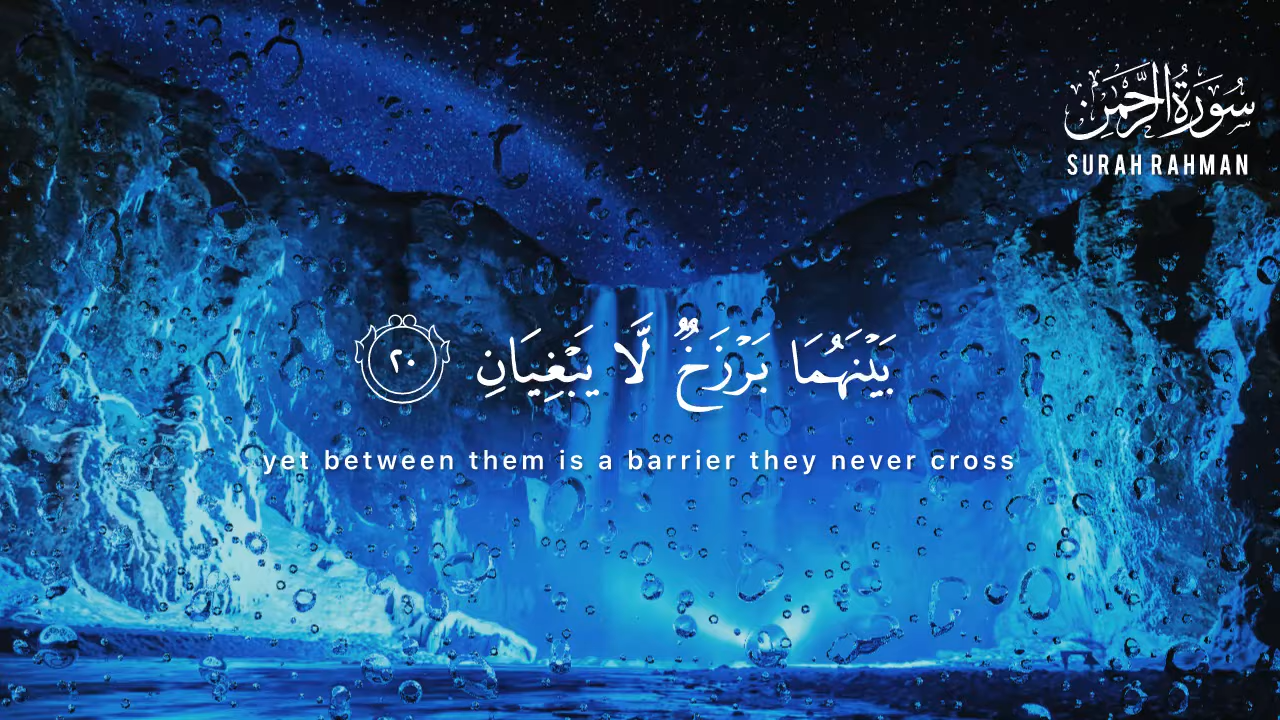 سُورَةُ الرَّحْمٰن
SURAH RAHMAN
بَيْنَهُمَا بَرْزَخٌ لَّا يَبْغِيَانِ ٢٠
yet between them is a barrier they never cross